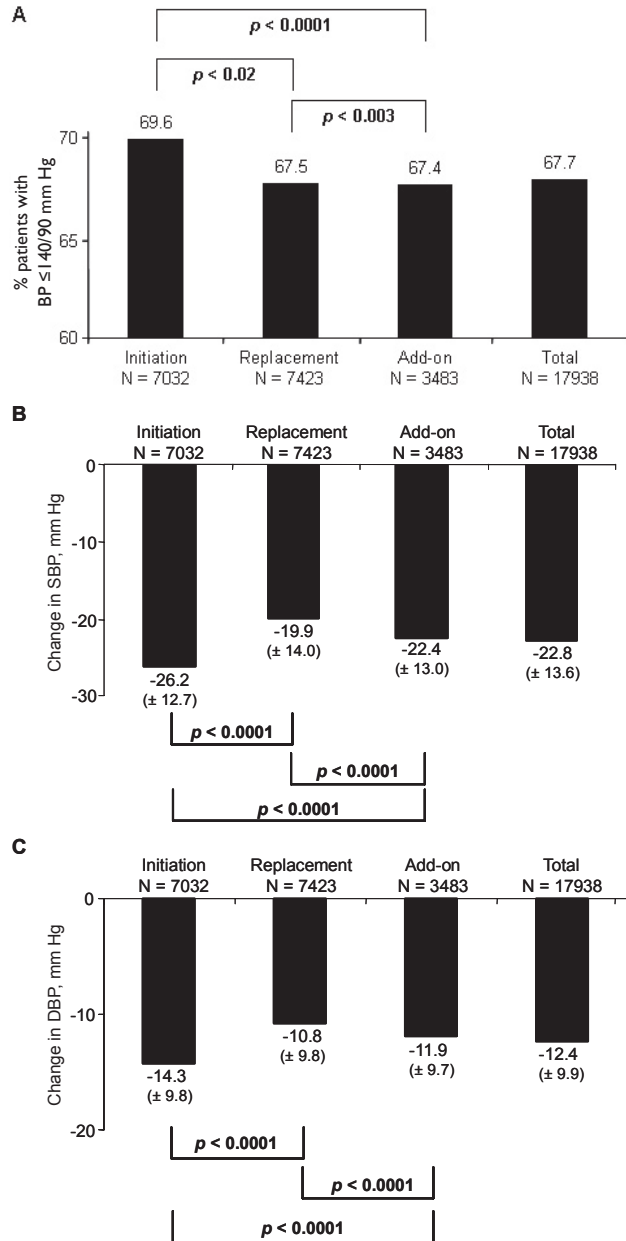 A
p < 0.0001
p < 0.02
p < 0.003
% patients with
BP ≤ 140/90 mm Hg
70
65
60
69.6
67.5
67.4
67.7
Initiation
N = 7032
Replacement
N = 7423
Add-on
N = 3483
Total
N = 17938
B
Initiation
N = 7032
Replacement
N = 7423
Add-on
N = 3483
Total
N = 17938
Change in SBP, mm Hg
0
-10
-20
-30
-26.2
(± 12.7)
-19.9
(± 14.0)
-22.4
(± 13.0)
-22.8
(± 13.6)
p < 0.0001
p < 0.0001
p < 0.0001
C
Initiation
N = 7032
Replacement
N = 7423
Add-on
N = 3483
Total
N = 17938
Change in DBP, mm Hg
0
-10
-20
-14.3
(± 9.8)
-10.8
(± 9.8)
-11.9
(± 9.7)
-12.4
(± 9.9)
p < 0.0001
p < 0.0001
p < 0.0001